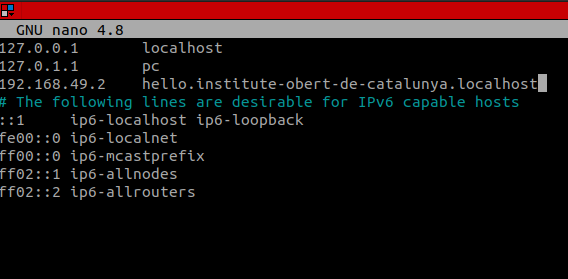 GNU nano 4.8
127.0.0.1       localhost
127.0.1.1       pc
192.168.49.2    hello.institute-obert-de-catalunya.localhost
# The following lines are desirable for IPv6 capable hosts
::1     ip6-localhost ip6-loopback
fe00::0 ip6-localnet
ff00::0 ip6-mcastprefix
ff02::1 ip6-allnodes
ff02::2 ip6-allrouters